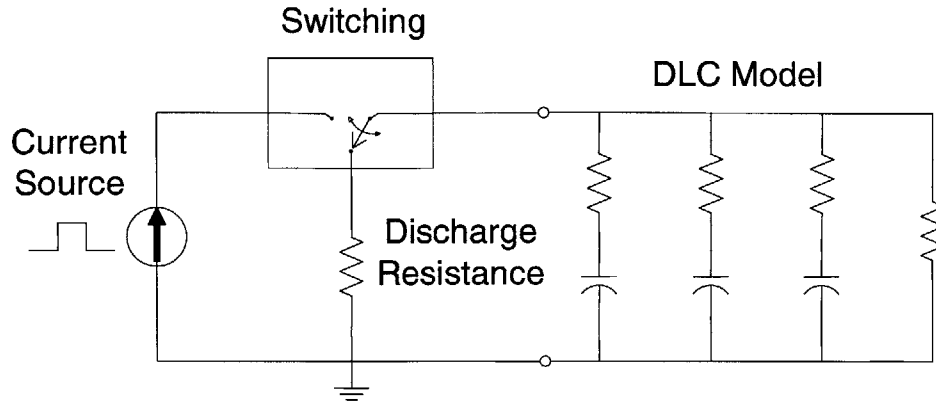 Switching
DLC Model
Current
Source
Discharge
Resistance